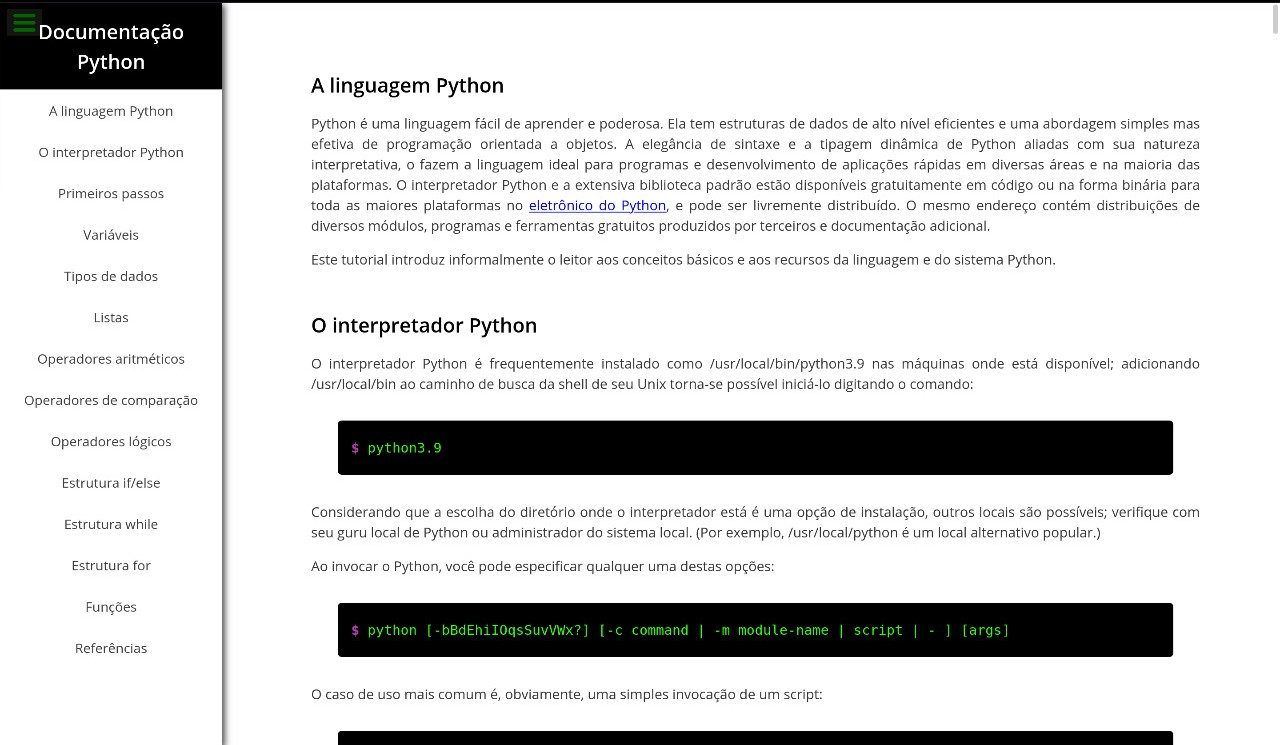 Documentação
Python
A linguagem Python
O interpretador Python
Primeiros passos
Variáveis
Tipos de dados
Listas
Operadores aritméticos
Operadores de comparação
Operadores lógicos
Estrutura if/else
Estrutura while
Estrutura for
Funções
Referências
A linguagem Python
Python é uma linguagem fácil de aprender e poderosa. Ela tem estruturas de dados de alto nível eficientes e uma abordagem simples mas
efetiva de programação orientada a objetos. A elegância de sintaxe e a tipagem dinâmica de Python aliadas com sua natureza
interpretativa, o fazem a linguagem ideal para programas e desenvolvimento de aplicações rápidas em diversas áreas e na maioria das
plataformas. O interpretador Python e a extensiva biblioteca padrão estão disponíveis gratuitamente em código ou na forma binária para
toda as maiores plataformas no eletrônico do Python, e pode ser livremente distribuído. O mesmo endereço contém distribuições de
diversos módulos, programas e ferramentas gratuitos produzidos por terceiros e documentação adicional.
Este tutorial introduz informalmente o leitor aos conceitos básicos e aos recursos da linguagem e do sistema Python.
O interpretador Python
O interpretador Python é frequentemente instalado como /usr/local/bin/python3.9 nas máquinas onde está disponível; adicionando
/usr/local/bin ao caminho de busca da shell de seu Unix torna-se possível iniciá-lo digitando o comando:
$ python3.9
Considerando que a escolha do diretório onde o interpretador está é uma opção de instalação, outros locais são possíveis; verifique com
seu guru local de Python ou administrador do sistema local. (Por exemplo, /usr/local/python é um local alternativo popular.)
Ao invocar o Python, você pode especificar qualquer uma destas opções:
$ python [-bBdEhiIOqsSuvVWx?] [-c command | -m module-name | script | - ] [args]
O caso de uso mais comum é, obviamente, uma simples invocação de um script: